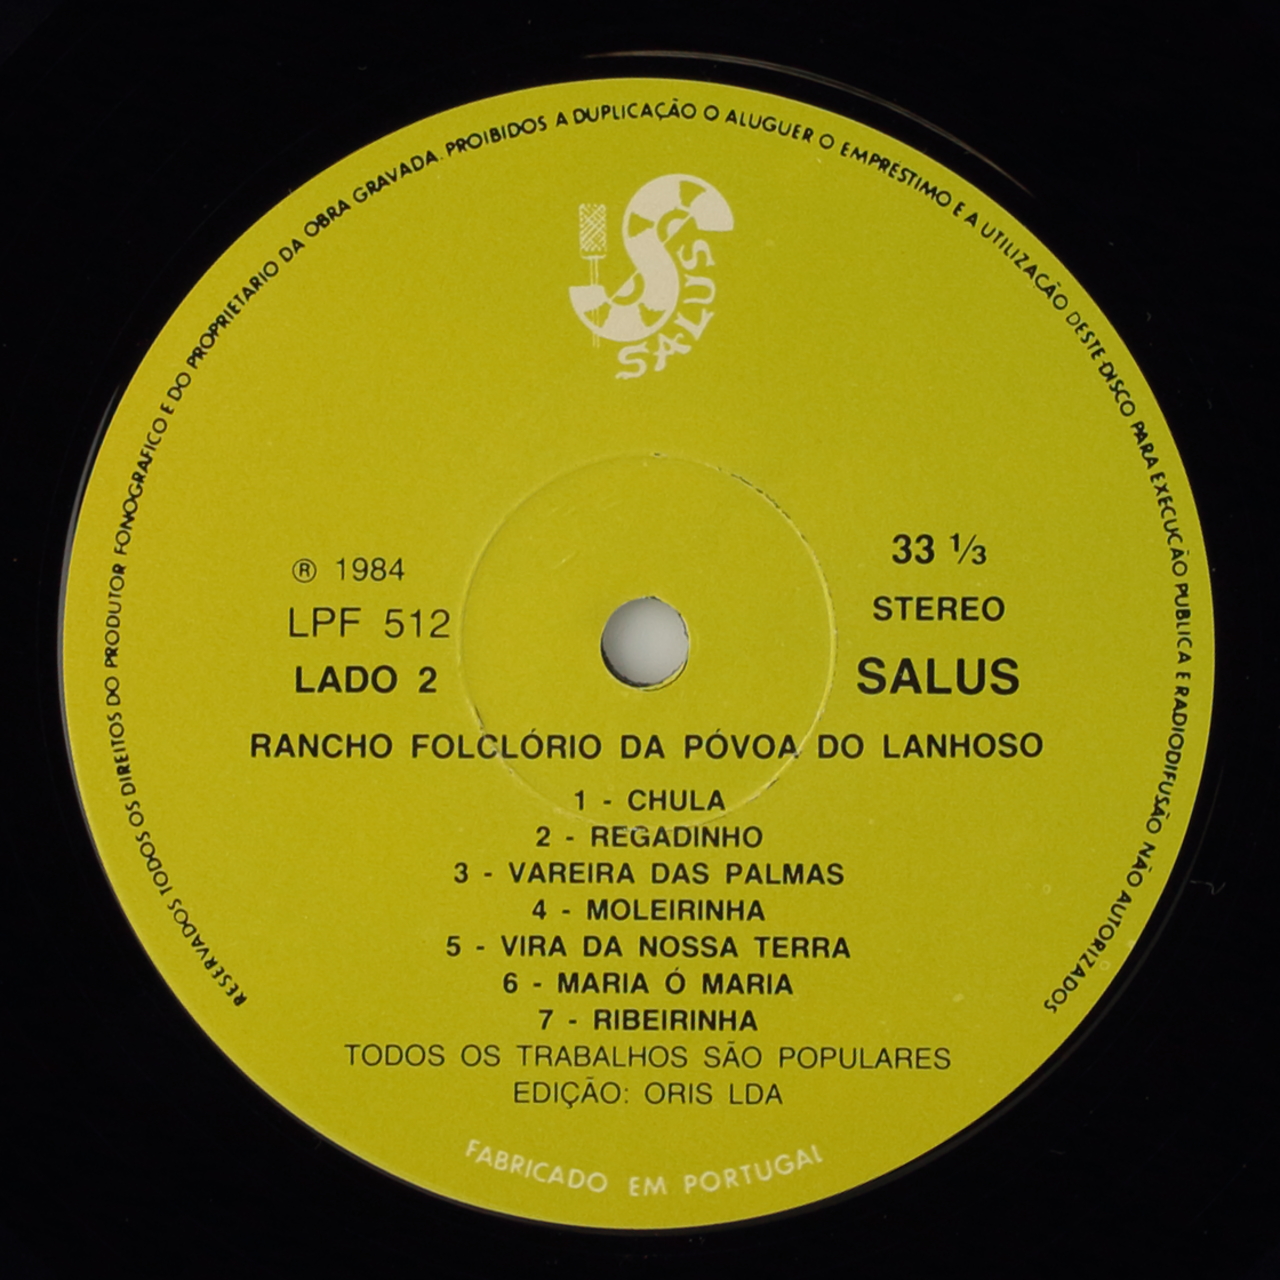 RESERVADOS TODOS OS DIREITOS DO PRODUTOR FONOGRAFICO E DO PROPRIETARIO DA OBRA GRAVADA. PROIBIDOS A DUPLICAÇÃO O ALUGUER O EMPRÉSTIMO E A UTILIZAÇÃO DESTE DISCO PARA EXECUÇÃO PUBLICA E RADIODIFUSÃO NÃO AUTORIZADOS
S
SALUS
℗ 1984
LPF 512
LADO 2
33 ⅓
STEREO
SALUS
RANCHO FOLCLÓRIO DA PÓVOA DO LANHOSO
1 - CHULA
2 - REGADINHO
3 - VAREIRA DAS PALMAS
4 - MOLEIRINHA
5 - VIRA DA NOSSA TERRA
6 - MARIA Ó MARIA
7 - RIBEIRINHA
TODOS OS TRABALHOS SÃO POPULARES
EDIÇÃO: ORIS LDA
FABRICADO EM PORTUGAL